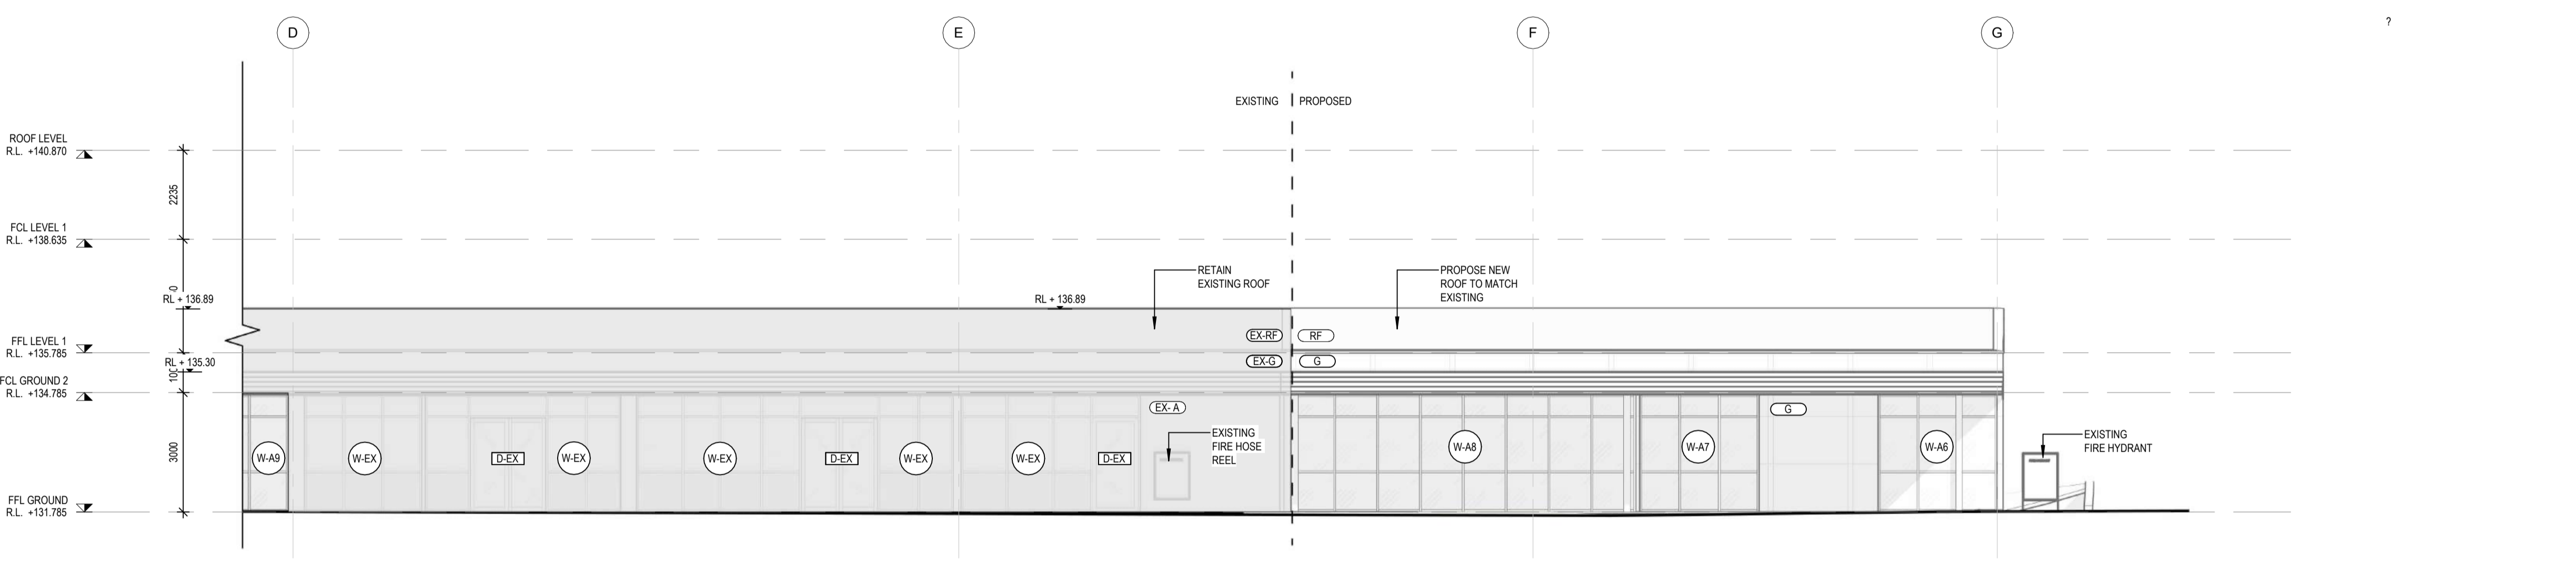 D
E
F
G
?
EXISTING
PROPOSED
ROOF LEVEL
R.L. +140.870
2235
FCL LEVEL 1
R.L. +138.635
RETAIN
EXISTING ROOF
PROPOSE NEW
ROOF TO MATCH
EXISTING
RL + 136.89
RL + 136.89
EX-RF
RF
FFL LEVEL 1
R.L. +135.785
RL + 135.30
EX-G
G
FCL GROUND 2
R.L. +134.785
EX- A
G
3000
EXISTING
FIRE HOSE
REEL
EXISTING
FIRE HYDRANT
W-A9
W-EX
D-EX
W-EX
W-EX
D-EX
W-EX
W-EX
D-EX
W-A8
W-A7
W-A6
FFL GROUND
R.L. +131.785